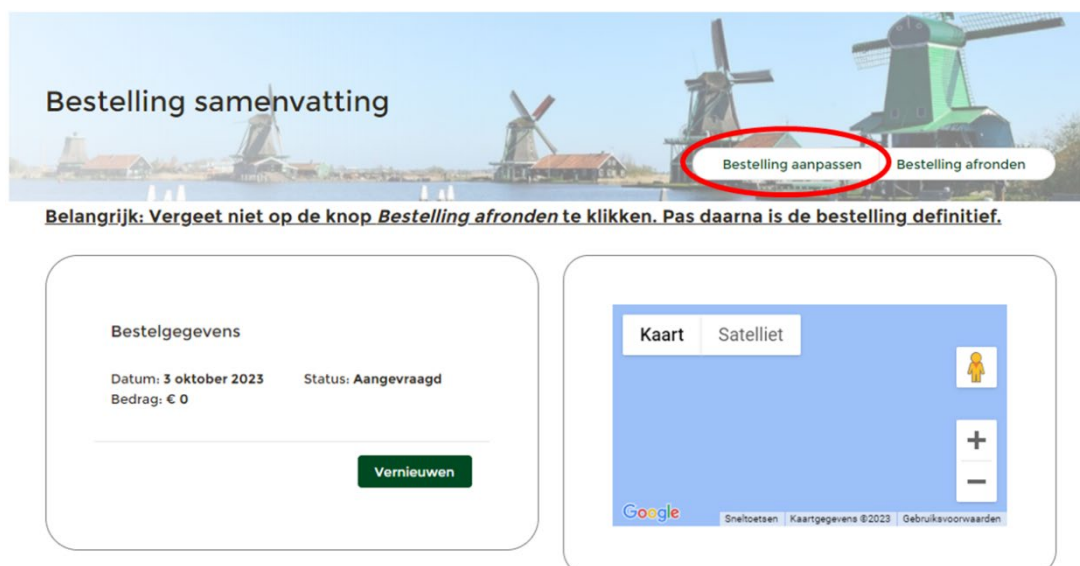 Bestelling samenvatting
Bestelling aanpassen
Bestelling afronden
Belangrijk: Vergeet niet op de knop Bestelling afronden te klikken. Pas daarna is de bestelling definitief.
Bestelgegevens
Datum: 3 oktober 2023 Status: Aangevraagd
Bedrag: € 0
Vernieuwen
Kaart Satelliet
Google
Sneltoetsen Kaartgegevens ©2023 Gebruiksvoorwaarden